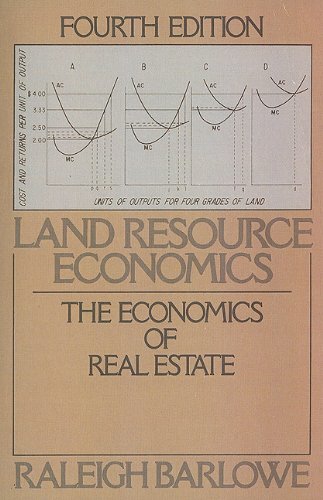 FOURTH EDITION
A B C D
AC AC AC AC
MC MC MC MC
$4.00
3.33
2.50
2.00
COST AND RETURNS PER UNIT OF OUTPUT
UNITS OF OUTPUTS FOR FOUR GRADES OF LAND
LAND RESOURCE
ECONOMICS
THE ECONOMICS
OF
REAL ESTATE
RALEIGH BARLOWE